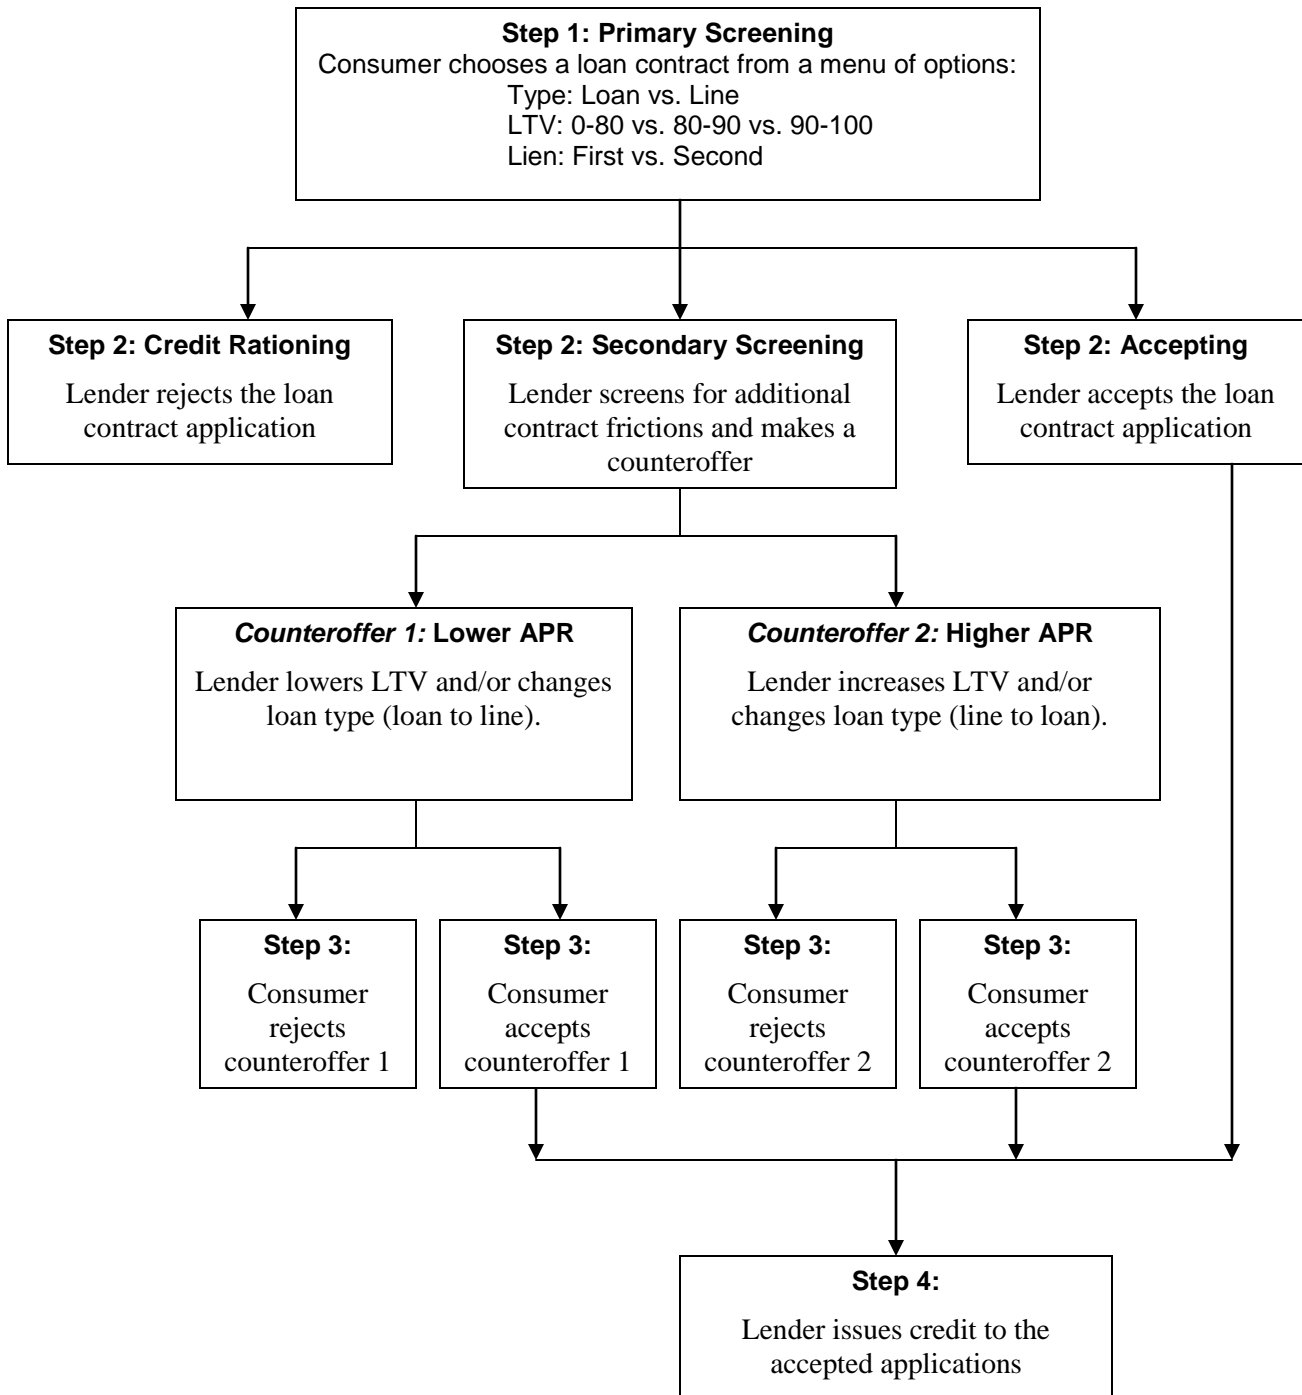 Step 1: Primary Screening
Consumer chooses a loan contract from a menu of options:
Type: Loan vs. Line
LTV: 0-80 vs. 80-90 vs. 90-100
Lien: First vs. Second
Step 2: Credit Rationing
Lender rejects the loan
contract application
Step 2: Secondary Screening
Lender screens for additional
contract frictions and makes a
counteroffer
Step 2: Accepting
Lender accepts the loan
contract application
Counteroffer 1: Lower APR
Lender lowers LTV and/or changes
loan type (loan to line).
Counteroffer 2: Higher APR
Lender increases LTV and/or
changes loan type (line to loan).
Step 3:
Consumer
rejects
counteroffer 1
Step 3:
Consumer
accepts
counteroffer 1
Step 3:
Consumer
rejects
counteroffer 2
Step 3:
Consumer
accepts
counteroffer 2
Step 4:
Lender issues credit to the
accepted applications